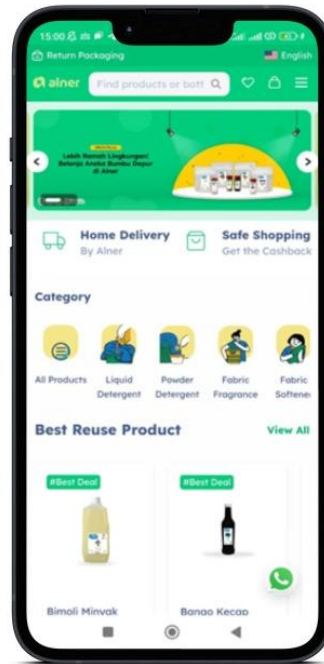 15:00
Return Packaging
English
alner
Find products or bott
Lebih Ramah Lingkungan!
Belanja Aneka Bumbu Dapur
di Alner
Home Delivery
By Alner
Safe Shopping
Get the Cashback
Category
All Products
Liquid
Detergent
Powder
Detergent
Fabric
Fragrance
Fabric
Softene
Best Reuse Product
View All
#Best Deal
#Best Deal
Bimoli Minyak
Bango Kecap